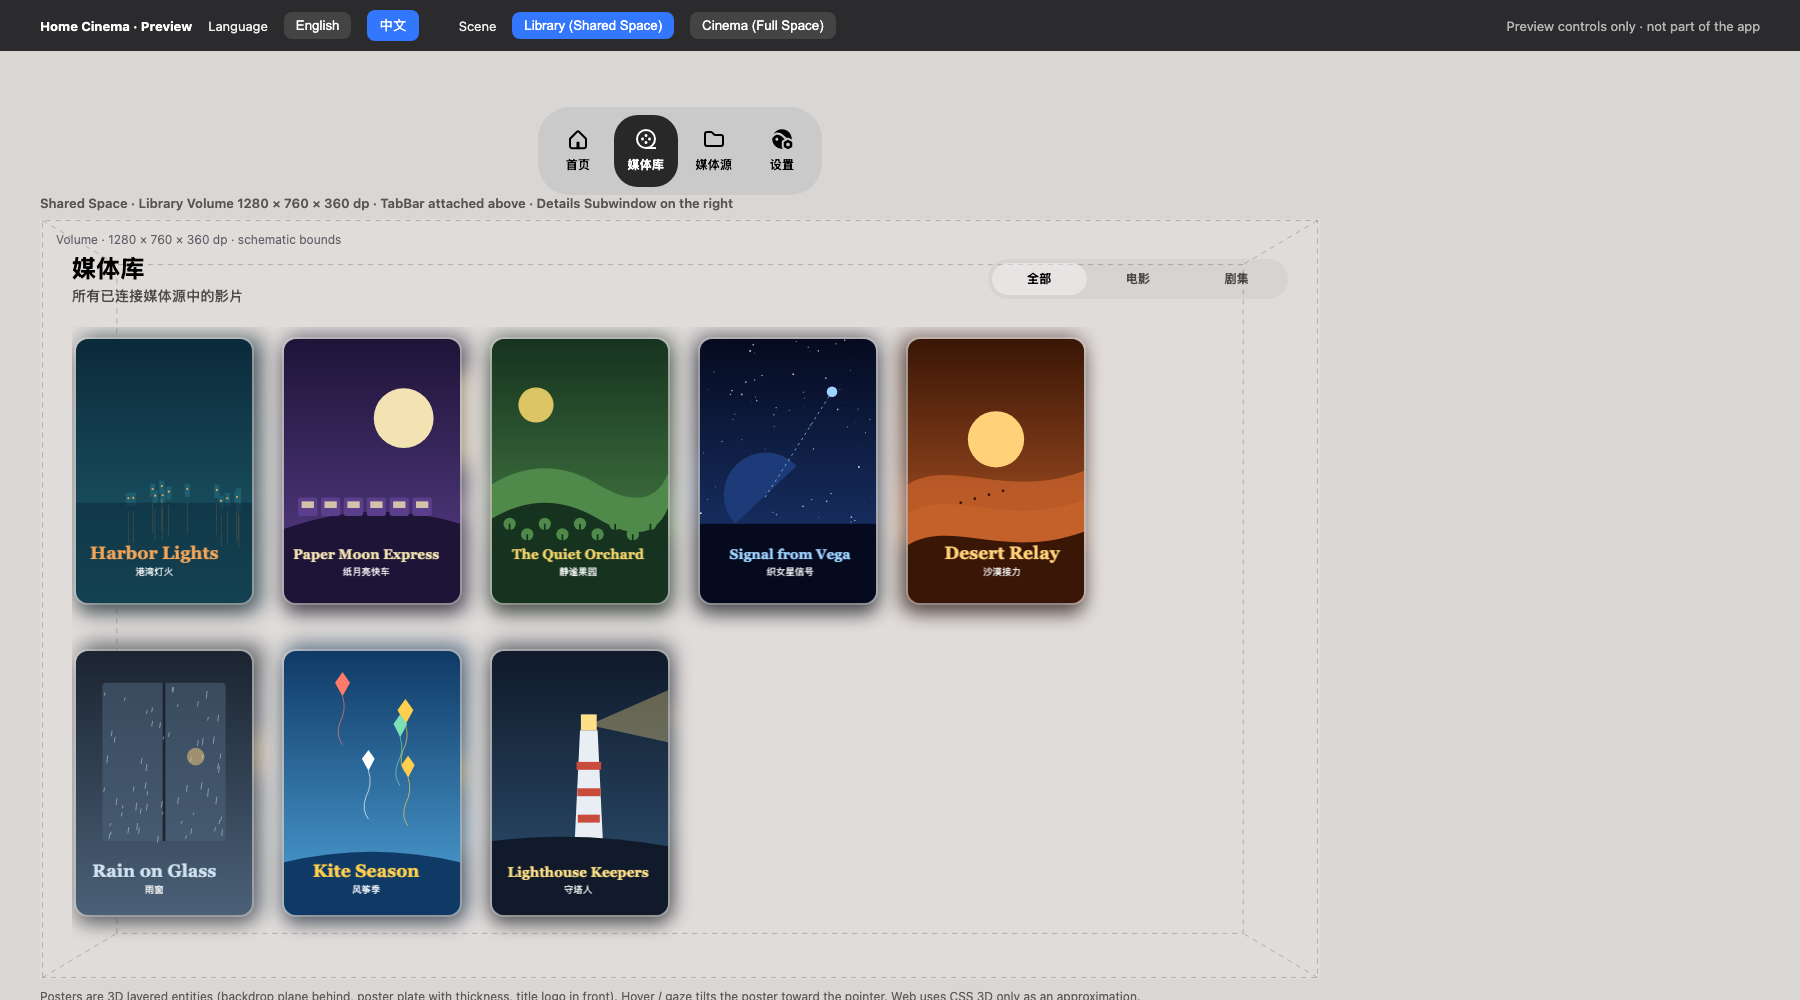 Home Cinema · Preview
Language
English
中文
Scene
Library (Shared Space)
Cinema (Full Space)
Preview controls only · not part of the app
首页
媒体库
媒体源
设置
Shared Space · Library Volume 1280 × 760 × 360 dp · TabBar attached above · Details Subwindow on the right
Volume · 1280 × 760 × 360 dp · schematic bounds
媒体库
所有已连接媒体源中的影片
全部
电影
剧集
Harbor Lights
港湾灯火
Paper Moon Express
纸月亮快车
The Quiet Orchard
静谧果园
Signal from Vega
织女星信号
Desert Relay
沙漠接力
Rain on Glass
雨窗
Kite Season
风筝季
Lighthouse Keepers
守塔人
Posters are 3D layered entities (backdrop plane behind, poster plate with thickness, title logo in front). Hover / gaze tilts the poster toward the pointer. Web uses CSS 3D only as an approximation.